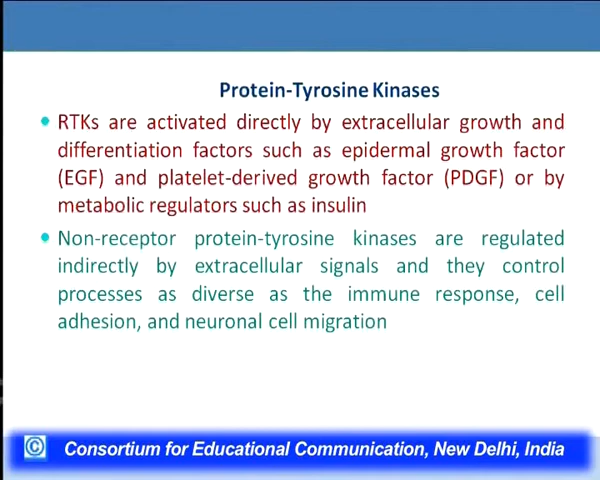 Protein-Tyrosine Kinases
RTKs are activated directly by extracellular growth and
differentiation factors such as epidermal growth factor
(EGF) and platelet-derived growth factor (PDGF) or by
metabolic regulators such as insulin
Non-receptor protein-tyrosine kinases are regulated
indirectly by extracellular signals and they control
processes as diverse as the immune response, cell
adhesion, and neuronal cell migration
© Consortium for Educational Communication, New Delhi, India